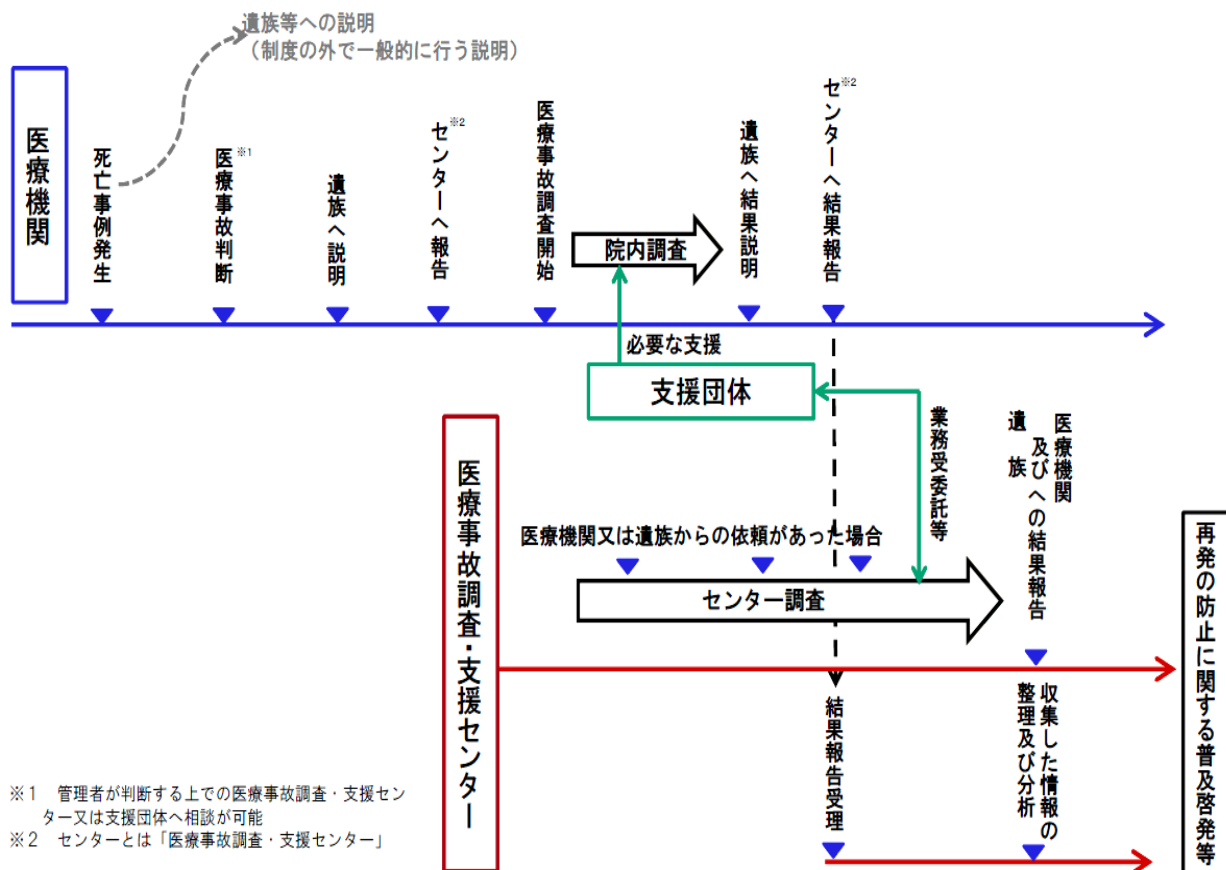 遺族等への説明
（制度の外で一般的に行う説明）
医療機関
死亡事例発生
医療事故判断※1
遺族へ説明
センターへ報告※2
医療事故調査開始
院内調査
遺族へ結果説明
センターへ結果報告※2
必要な支援
支援団体
業務受委託等
医療事故調査・支援センター
医療機関又は遺族からの依頼があった場合
センター調査
医療機関
及びへの結果報告
遺族
結果報告受理
収集した情報の
整理及び分析
再発の防止に関する普及啓発等
※１　管理者が判断する上での医療事故調査・支援セン
ター又は支援団体へ相談が可能
※２　センターとは「医療事故調査・支援センター」